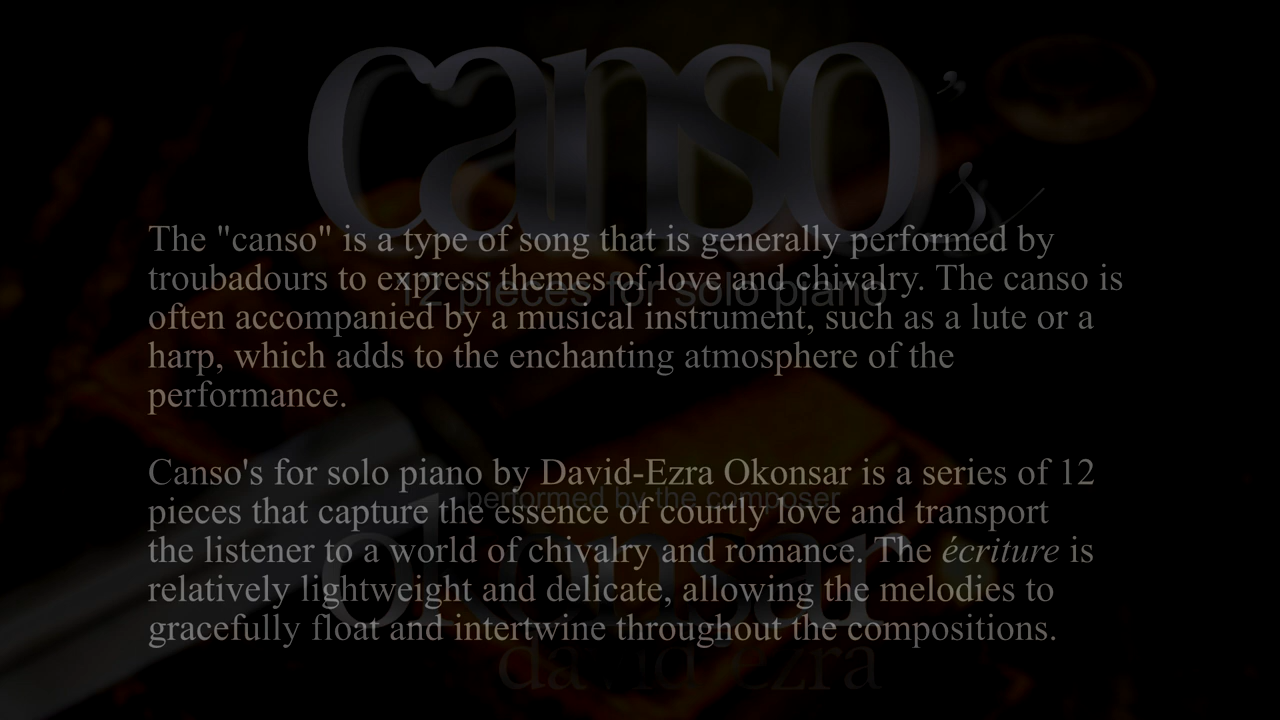 canso's
The "canso" is a type of song that is generally performed by
troubadours to express themes of love and chivalry. The canso is
12 pieces for solo piano
often accompanied by a musical instrument, such as a lute or a
harp, which adds to the enchanting atmosphere of the
performance.
Canso's for solo piano by David-Ezra Okonsar is a series of 12
performed by the composer
pieces that capture the essence of courtly love and transport
the listener to a world of chivalry and romance. The écriture is
okonsar
relatively lightweight and delicate, allowing the melodies to
gracefully float and intertwine throughout the compositions.
david ezra